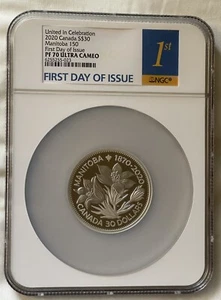 United in Celebration
2020 Canada S$30
Manitoba 150
First Day of Issue
PF 70 ULTRA CAMEO
1st
NGC
FIRST DAY OF ISSUE
MANITOBA 1870-2020
CANADA 30 DOLLARS